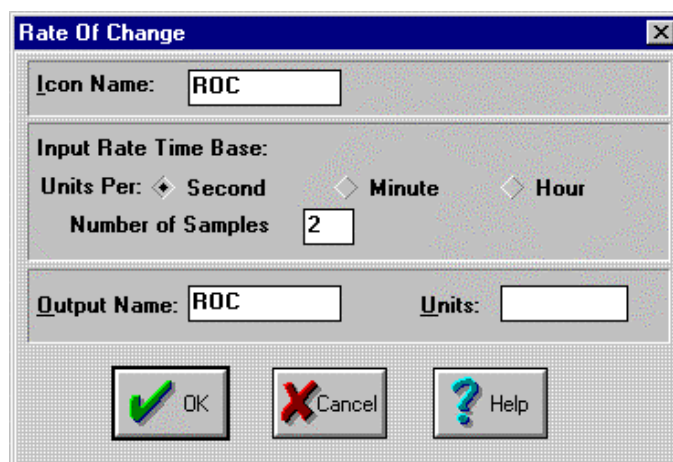 Rate Of Change
Icon Name: ROC
Input Rate Time Base:
Units Per: Second Minute Hour
Number of Samples 2
Output Name: ROC Units:
OK Cancel Help